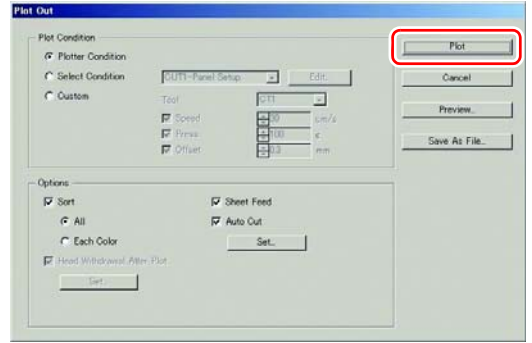 Plot Out
Plot Condition
Plotter Condition
Select Condition
CUT1-Panel Setup
Edit.
Custom
Tool
CT1
Speed
30
cm/s
Press
100
g
Offset
0.3
mm
Plot
Cancel
Preview..
Save As File..
Options
Sort
Sheet Feed
All
Auto Cut
Each Color
Set..
Head Withdrawal After Plot
Set..